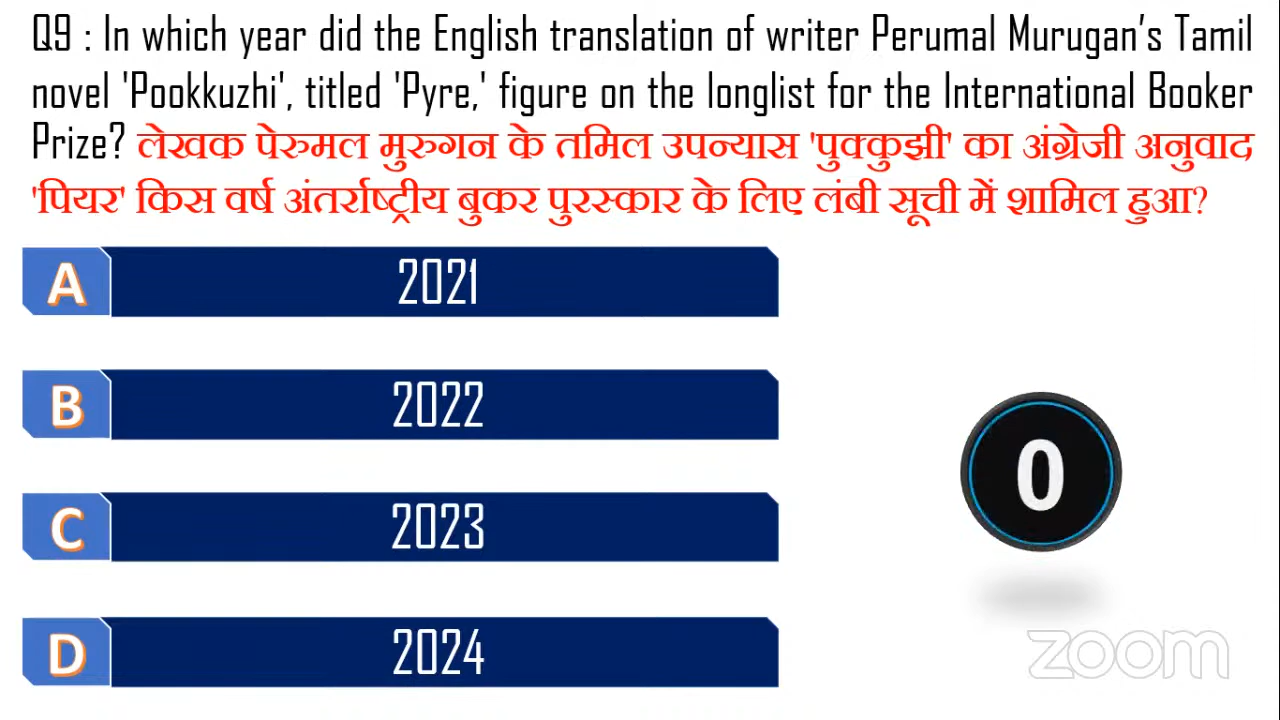 Q9 : In which year did the English translation of writer Perumal Murugan’s Tamil
novel 'Pookkuzhi', titled 'Pyre,' figure on the longlist for the International Booker
Prize? लेखक पेरुमल मुरुगन के तमिल उपन्यास 'पुक्कुझी' का अंग्रेजी अनुवाद
'पियर' किस वर्ष अंतर्राष्ट्रीय बुकर पुरस्कार के लिए लंबी सूची में शामिल हुआ?
A 2021
B 2022
C 2023
D 2024
0
zoom